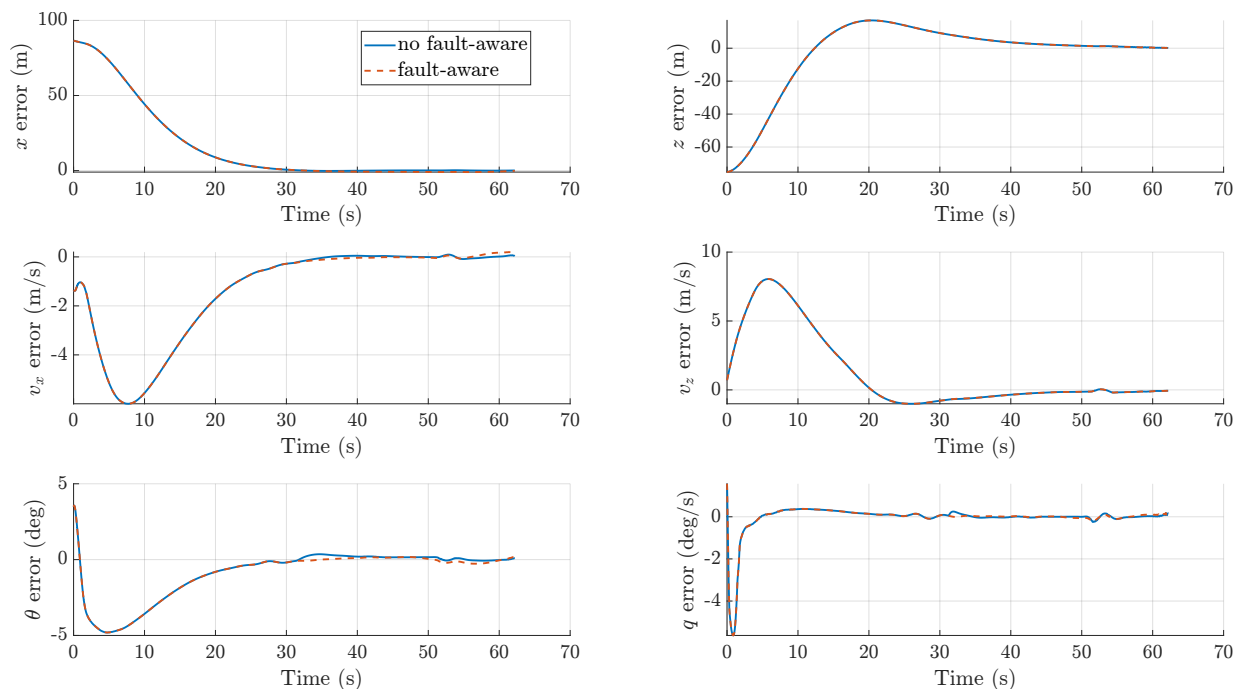 100
50
0
x error (m)
no fault-aware
fault-aware
0 10 20 30 40 50 60 70
Time (s)
0
-20
-40
-60
z error (m)
0 10 20 30 40 50 60 70
Time (s)
0
-2
-4
vₓ error (m/s)
0 10 20 30 40 50 60 70
Time (s)
10
5
0
v_z error (m/s)
0 10 20 30 40 50 60 70
Time (s)
5
0
-5
θ error (deg)
0 10 20 30 40 50 60 70
Time (s)
0
-2
-4
q error (deg/s)
0 10 20 30 40 50 60 70
Time (s)